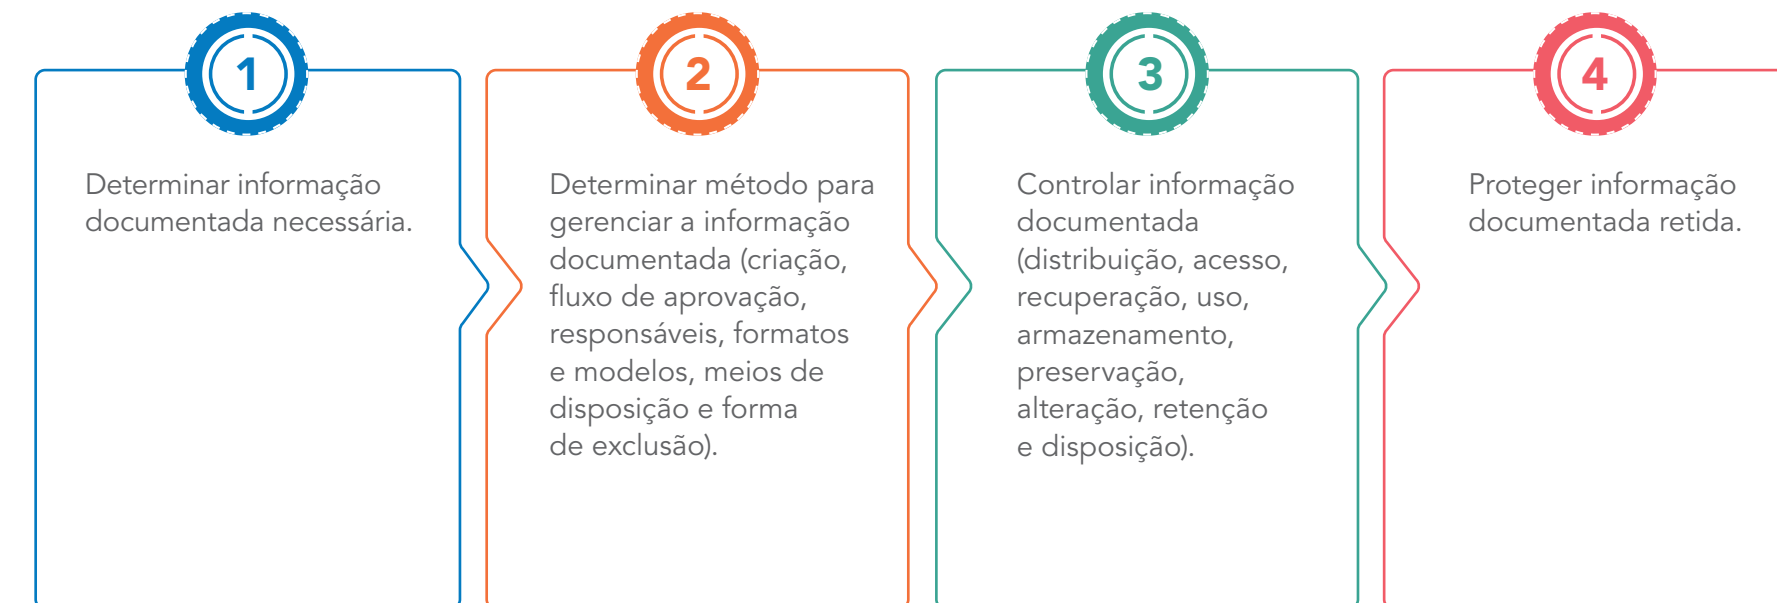 1
Determinar informação
documentada necessária.
2
Determinar método para
gerenciar a informação
documentada (criação,
fluxo de aprovação,
responsáveis, formatos
e modelos, meios de
disposição e forma
de exclusão).
3
Controlar informação
documentada
(distribuição, acesso,
recuperação, uso,
armazenamento,
preservação,
alteração, retenção
e disposição).
4
Proteger informação
documentada retida.